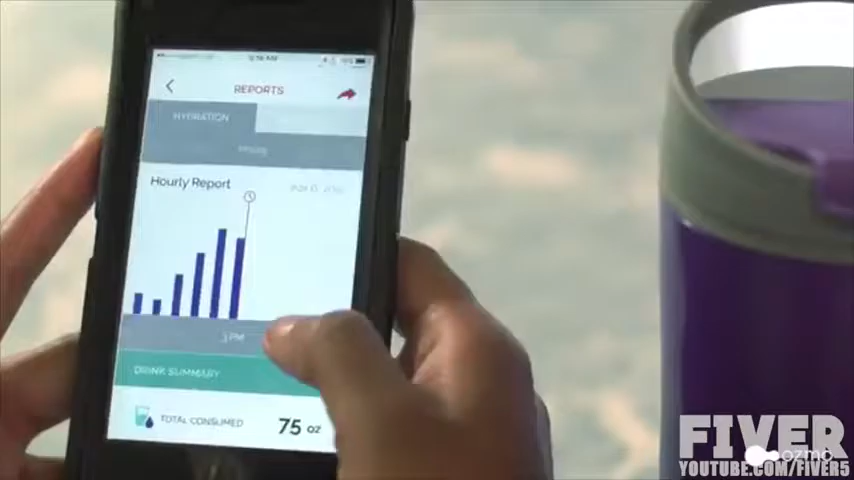 REPORTS
HYDRATION
Hourly Report
3 PM
DRINK SUMMARY
TOTAL CONSUMED
75 oz
FIVER
ozmo
YOUTUBE.COM/FIVER5